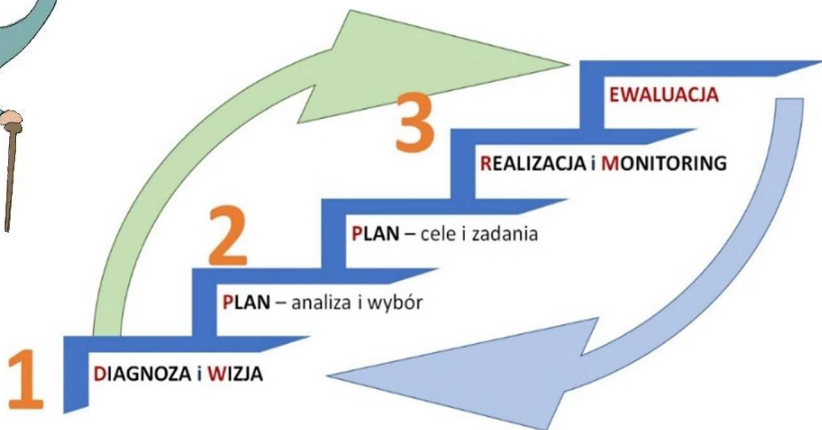 EWALUACJA
3
REALIZACJA i MONITORING
PLAN – cele i zadania
2
PLAN – analiza i wybór
1
DIAGNOZA i WIZJA